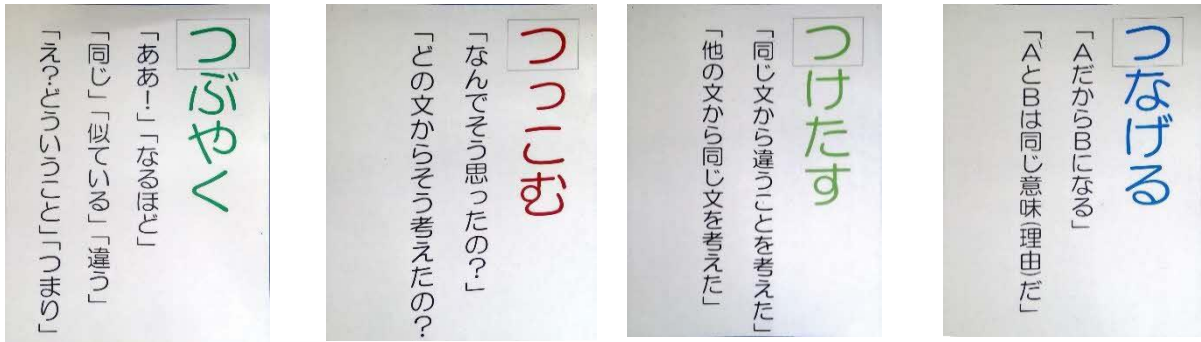 つぶやく
「ああ！」「なるほど」
「同じ」「似ている」「違う」
「え？どういうこと」「つまり」
つっこむ
「なんでそう思ったの？」
「どの文からそう考えたの？
つけたす
「同じ文から違うことを考えた」
「他の文から同じ文を考えた」
つなげる
「AだからBになる」
「AとBは同じ意味(理由)だ」